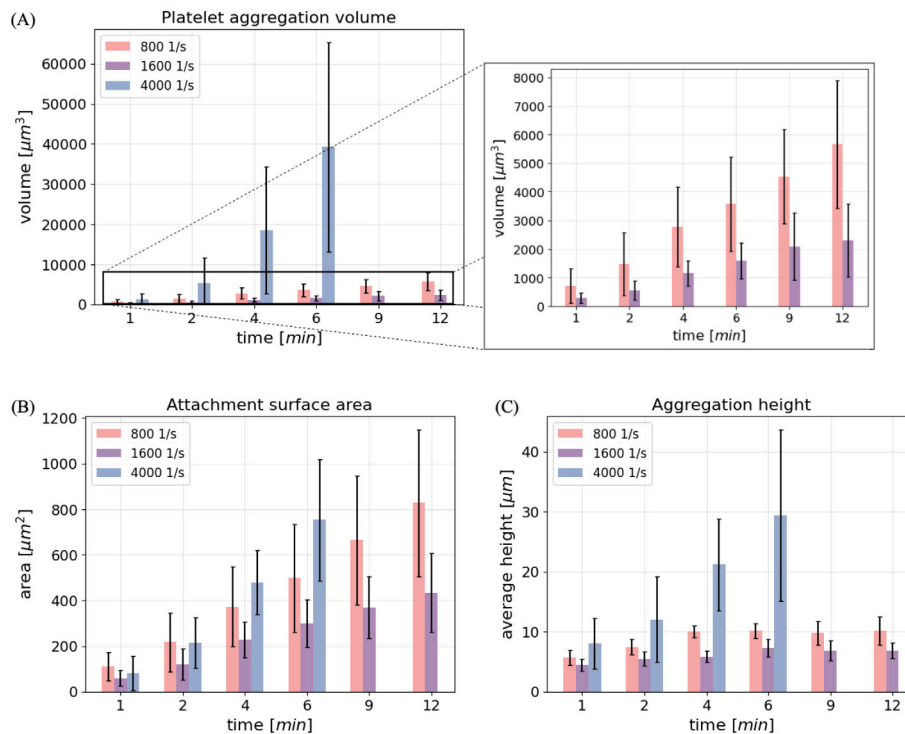 (A)
Platelet aggregation volume
800 1/s
1600 1/s
4000 1/s
60000
50000
40000
30000
20000
10000
0
volume [μm³]
1 2 4 6 9 12
time [min]
8000
7000
6000
5000
4000
3000
2000
1000
0
volume [μm³]
1 2 4 6 9 12
time [min]
(B)
Attachment surface area
800 1/s
1600 1/s
4000 1/s
1200
1000
800
600
400
200
0
area [μm²]
1 2 4 6 9 12
time [min]
(C)
Aggregation height
800 1/s
1600 1/s
4000 1/s
40
30
20
10
0
average height [μm]
1 2 4 6 9 12
time [min]